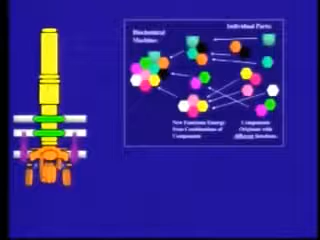 Individual Parts:
Biochemical
Machine:
New Functions Emerge
from Combinations of
Components
Components
Originate with
different functions